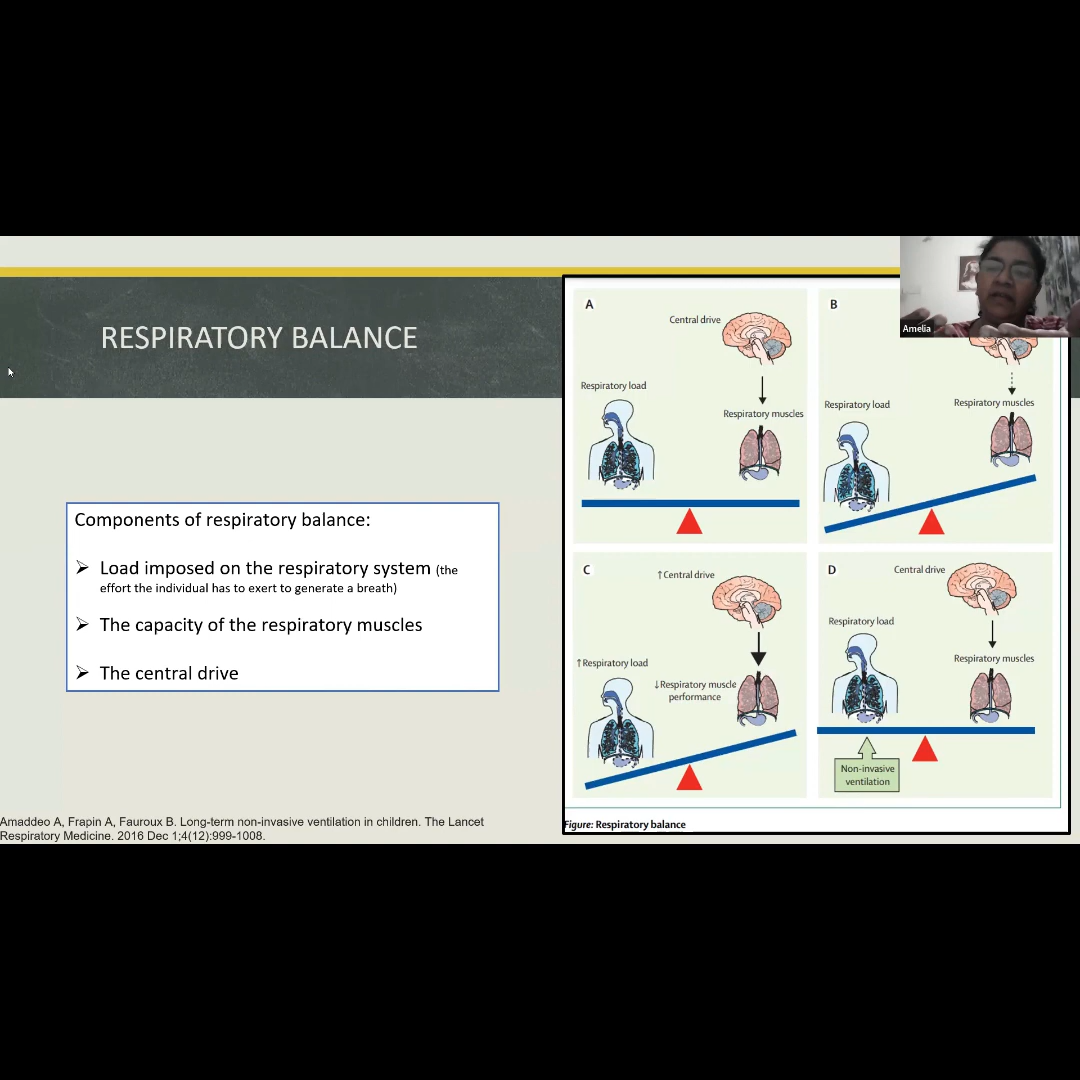 RESPIRATORY BALANCE
Components of respiratory balance:
➢ Load imposed on the respiratory system (the
effort the individual has to exert to generate a breath)
➢ The capacity of the respiratory muscles
➢ The central drive
Amaddeo A, Frapin A, Fauroux B. Long-term non-invasive ventilation in children. The Lancet
Respiratory Medicine. 2016 Dec 1;4(12):999-1008.
A
Central drive
Respiratory load
Respiratory muscles
B
Amelia
Respiratory muscles
Respiratory load
C
↑Central drive
↑Respiratory load
↓Respiratory muscle
performance
D
Central drive
Respiratory load
Respiratory muscles
Non-invasive
ventilation
Figure: Respiratory balance